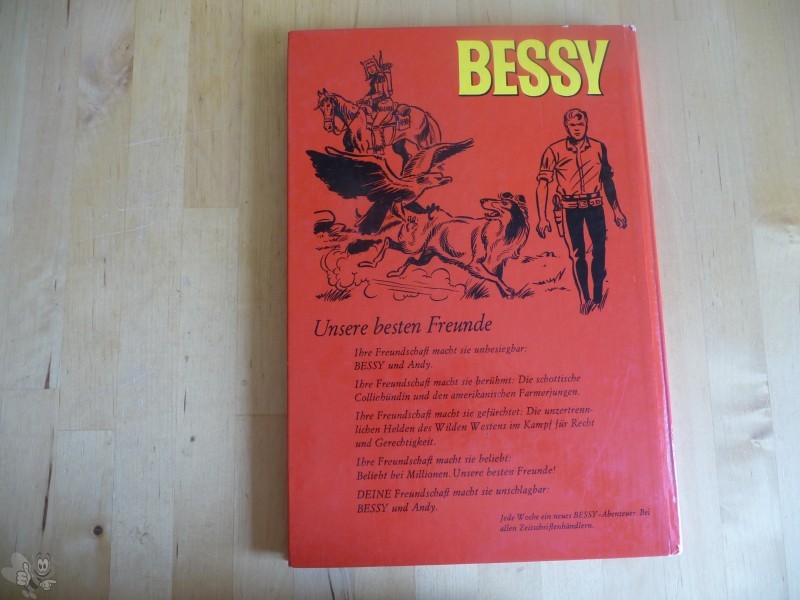 BESSY
Unsere besten Freunde
Ihre Freundschaft macht sie unbesiegbar:
BESSY und Andy.
Ihre Freundschaft macht sie berühmt: Die schottische
Colliehündin und den amerikanischen Farmerjungen.
Ihre Freundschaft macht sie gefürchtet: Die unzertrenn-
lichen Helden des Wilden Westens im Kampf für Recht
und Gerechtigkeit.
Ihre Freundschaft macht sie beliebt:
Beliebt bei Millionen. Unsere besten Freunde!
DEINE Freundschaft macht sie unschlagbar:
BESSY und Andy.
Jede Woche ein neues BESSY-Abenteuer. Bei
allen Zeitschriftenhändlern.